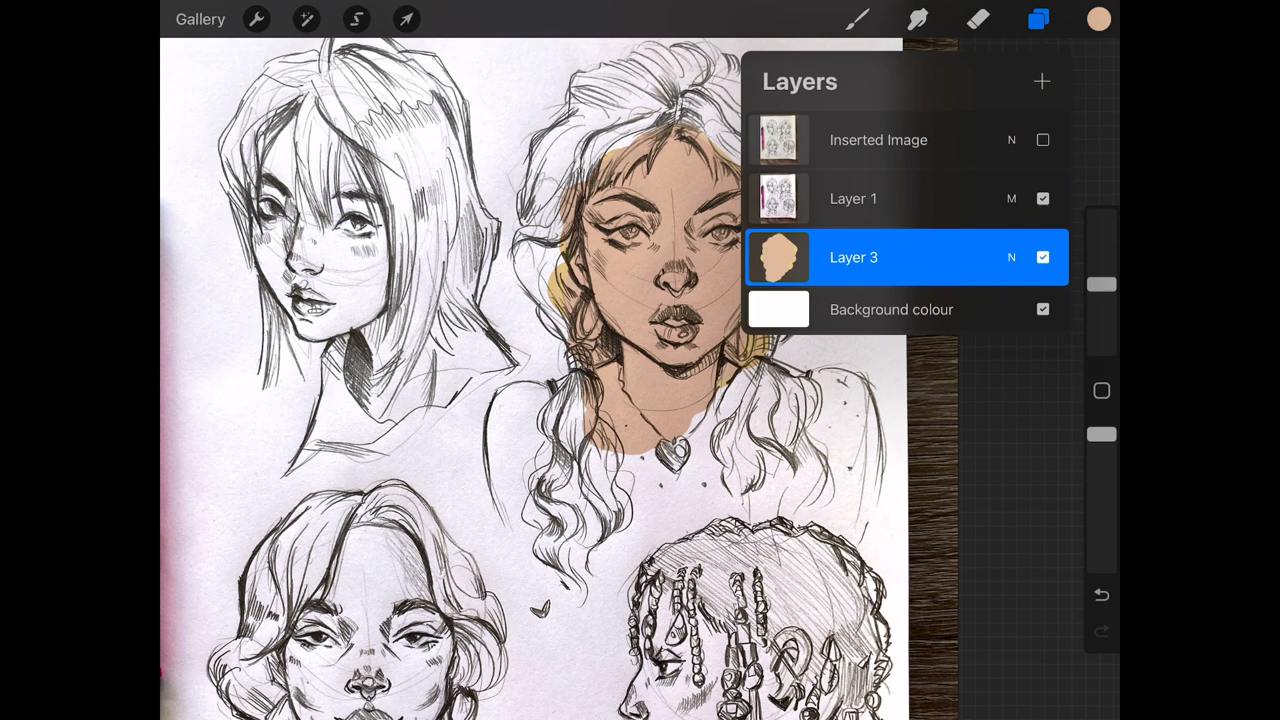 Gallery
Layers
Inserted Image N
Layer 1 M
Layer 3 N
Background colour